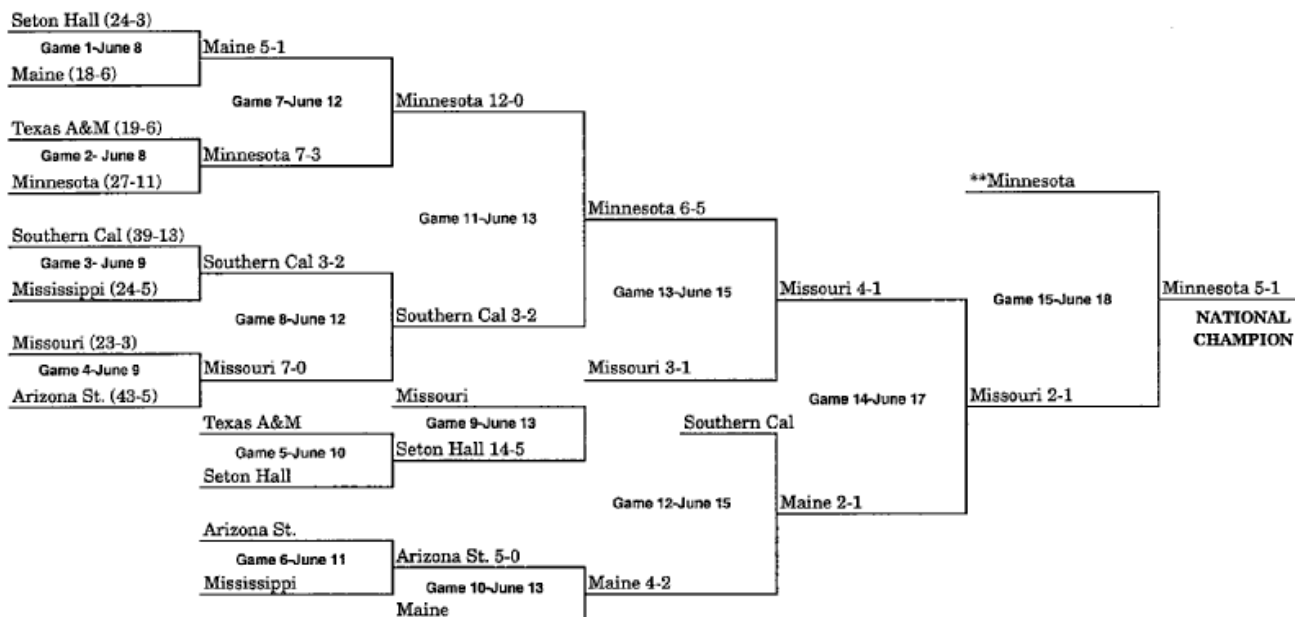 Seton Hall (24-3)
Game 1-June 8
Maine 5-1
Maine (18-6)
Game 7-June 12
Minnesota 12-0
Texas A&M (19-6)
Game 2- June 8
Minnesota 7-3
Minnesota (27-11)
**Minnesota
Game 11-June 13
Minnesota 6-5
Southern Cal (39-13)
Game 3- June 9
Southern Cal 3-2
Mississippi (24-5)
Game 13-June 15
Missouri 4-1
Game 15-June 18
Minnesota 5-1
NATIONAL
CHAMPION
Game 8-June 12
Southern Cal 3-2
Missouri (23-3)
Game 4-June 9
Missouri 7-0
Missouri 3-1
Arizona St. (43-5)
Missouri
Game 14-June 17
Missouri 2-1
Texas A&M
Game 9-June 13
Southern Cal
Game 5-June 10
Seton Hall 14-5
Seton Hall
Game 12-June 15
Maine 2-1
Arizona St.
Game 6-June 11
Arizona St. 5-0
Mississippi
Game 10-June 13
Maine 4-2
Maine